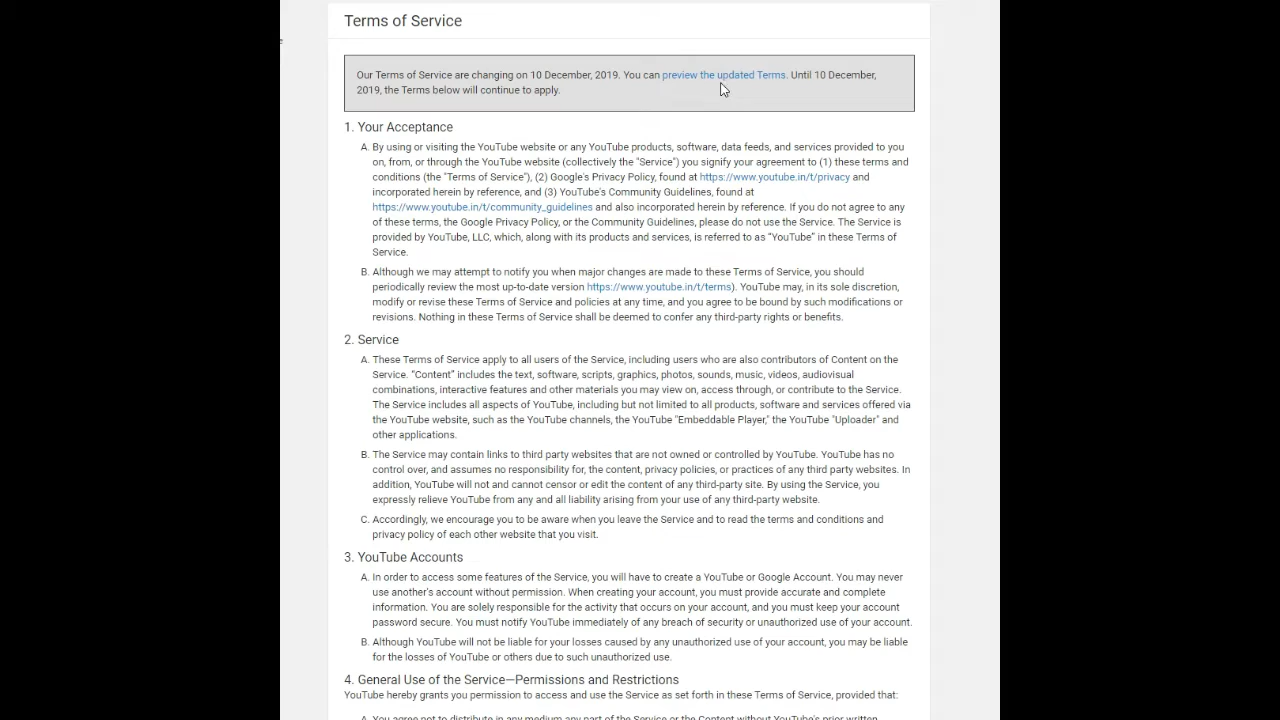 Terms of Service
Our Terms of Service are changing on 10 December, 2019. You can preview the updated Terms. Until 10 December,
2019, the Terms below will continue to apply.
1. Your Acceptance
A. By using or visiting the YouTube website or any YouTube products, software, data feeds, and services provided to you
on, from, or through the YouTube website (collectively the "Service") you signify your agreement to (1) these terms and
conditions (the "Terms of Service"), (2) Google's Privacy Policy, found at https://www.youtube.in/t/privacy and
incorporated herein by reference, and (3) YouTube's Community Guidelines, found at
https://www.youtube.in/t/community_guidelines and also incorporated herein by reference. If you do not agree to any
of these terms, the Google Privacy Policy, or the Community Guidelines, please do not use the Service. The Service is
provided by YouTube, LLC, which, along with its products and services, is referred to as “YouTube” in these Terms of
Service.
B. Although we may attempt to notify you when major changes are made to these Terms of Service, you should
periodically review the most up-to-date version https://www.youtube.in/t/terms). YouTube may, in its sole discretion,
modify or revise these Terms of Service and policies at any time, and you agree to be bound by such modifications or
revisions. Nothing in these Terms of Service shall be deemed to confer any third-party rights or benefits.
2. Service
A. These Terms of Service apply to all users of the Service, including users who are also contributors of Content on the
Service. “Content” includes the text, software, scripts, graphics, photos, sounds, music, videos, audiovisual
combinations, interactive features and other materials you may view on, access through, or contribute to the Service.
The Service includes all aspects of YouTube, including but not limited to all products, software and services offered via
the YouTube website, such as the YouTube channels, the YouTube "Embeddable Player," the YouTube "Uploader" and
other applications.
B. The Service may contain links to third party websites that are not owned or controlled by YouTube. YouTube has no
control over, and assumes no responsibility for, the content, privacy policies, or practices of any third party websites. In
addition, YouTube will not and cannot censor or edit the content of any third-party site. By using the Service, you
expressly relieve YouTube from any and all liability arising from your use of any third-party website.
C. Accordingly, we encourage you to be aware when you leave the Service and to read the terms and conditions and
privacy policy of each other website that you visit.
3. YouTube Accounts
A. In order to access some features of the Service, you will have to create a YouTube or Google Account. You may never
use another's account without permission. When creating your account, you must provide accurate and complete
information. You are solely responsible for the activity that occurs on your account, and you must keep your account
password secure. You must notify YouTube immediately of any breach of security or unauthorized use of your account.
B. Although YouTube will not be liable for your losses caused by any unauthorized use of your account, you may be liable
for the losses of YouTube or others due to such unauthorized use.
4. General Use of the Service—Permissions and Restrictions
YouTube hereby grants you permission to access and use the Service as set forth in these Terms of Service, provided that:
A. You agree not to distribute in any medium any part of the Service or the Content without YouTube's prior written